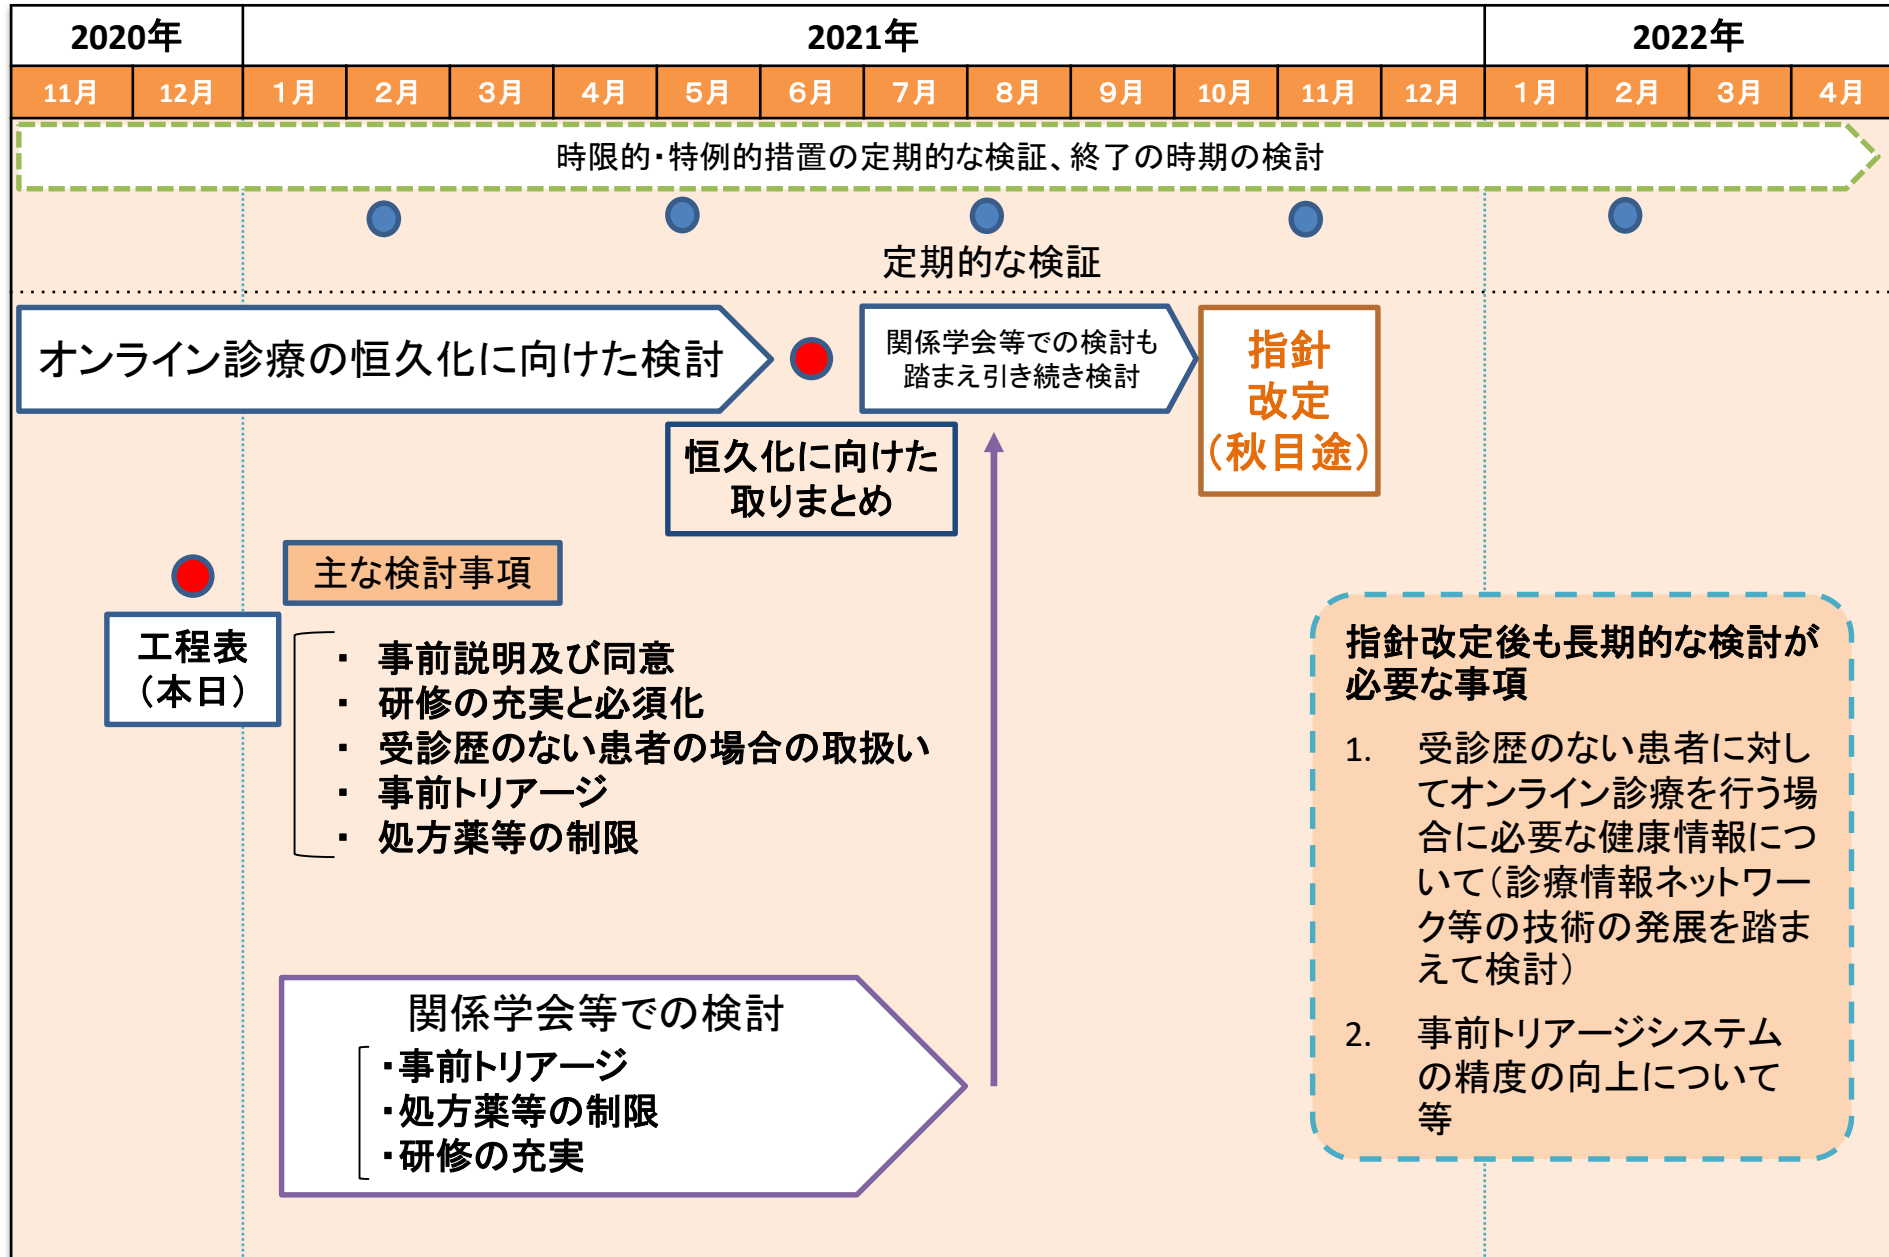 2020年
2021年
2022年
11月
12月
1月
2月
3月
4月
5月
6月
7月
8月
9月
10月
11月
12月
1月
2月
3月
4月
時限的・特例的措置の定期的な検証、終了の時期の検討
定期的な検証
オンライン診療の恒久化に向けた検討
関係学会等での検討も
踏まえ引き続き検討
指針
改定
（秋目途）
恒久化に向けた
取りまとめ
工程表
（本日）
主な検討事項
・ 事前説明及び同意
・ 研修の充実と必須化
・ 受診歴のない患者の場合の取扱い
・ 事前トリアージ
・ 処方薬等の制限
関係学会等での検討
・事前トリアージ
・処方薬等の制限
・研修の充実
指針改定後も長期的な検討が
必要な事項
1. 受診歴のない患者に対し
てオンライン診療を行う場
合に必要な健康情報につ
いて（診療情報ネットワー
ク等の技術の発展を踏ま
えて検討）
2. 事前トリアージシステム
の精度の向上について
等